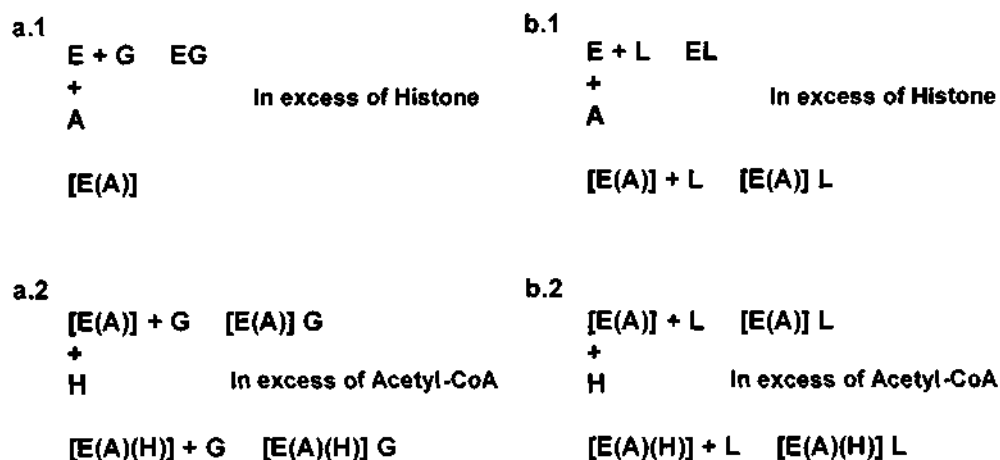 a.1
E + G EG
+
In excess of Histone
A
[E(A)]
b.1
E + L EL
+
In excess of Histone
A
[E(A)] + L [E(A)] L
a.2
[E(A)] + G [E(A)] G
+
H In excess of Acetyl-CoA
[E(A)(H)] + G [E(A)(H)] G
b.2
[E(A)] + L [E(A)] L
+
H In excess of Acetyl-CoA
[E(A)(H)] + L [E(A)(H)] L